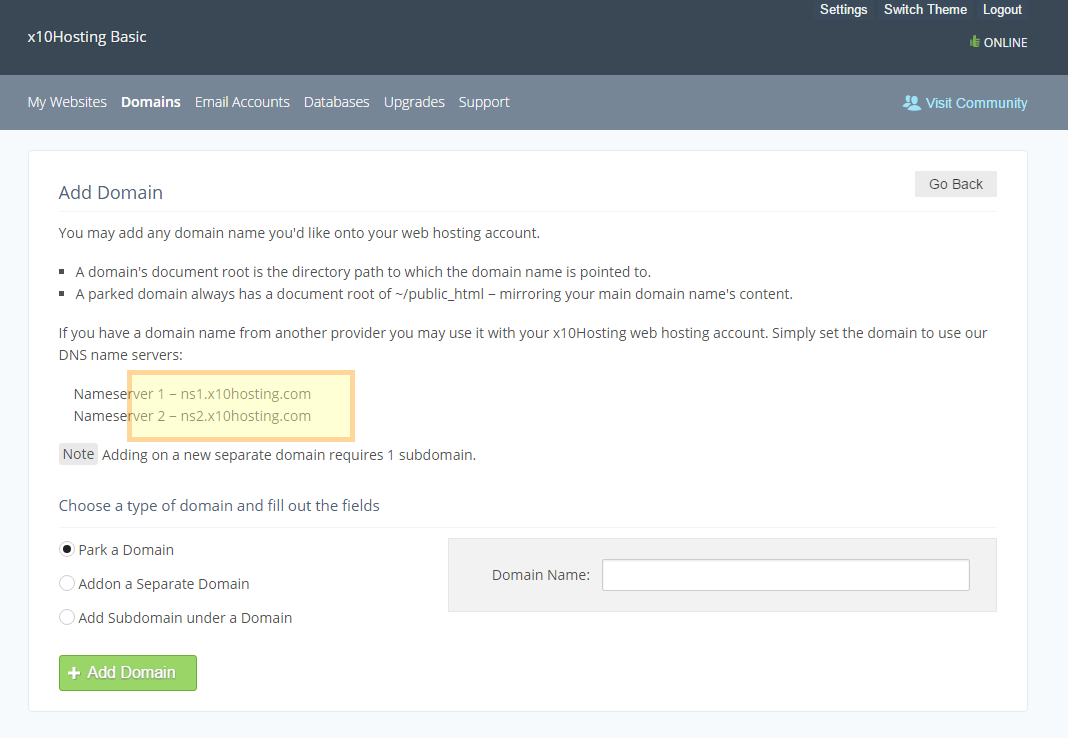 Settings Switch Theme Logout
x10Hosting Basic
ONLINE
My Websites Domains Email Accounts Databases Upgrades Support
Visit Community
Add Domain
Go Back
You may add any domain name you'd like onto your web hosting account.
A domain's document root is the directory path to which the domain name is pointed to.
A parked domain always has a document root of ~/public_html – mirroring your main domain name's content.
If you have a domain name from another provider you may use it with your x10Hosting web hosting account. Simply set the domain to use our
DNS name servers:
Nameserver 1 – ns1.x10hosting.com
Nameserver 2 – ns2.x10hosting.com
Note Adding on a new separate domain requires 1 subdomain.
Choose a type of domain and fill out the fields
Park a Domain
Domain Name:
Addon a Separate Domain
Add Subdomain under a Domain
Add Domain